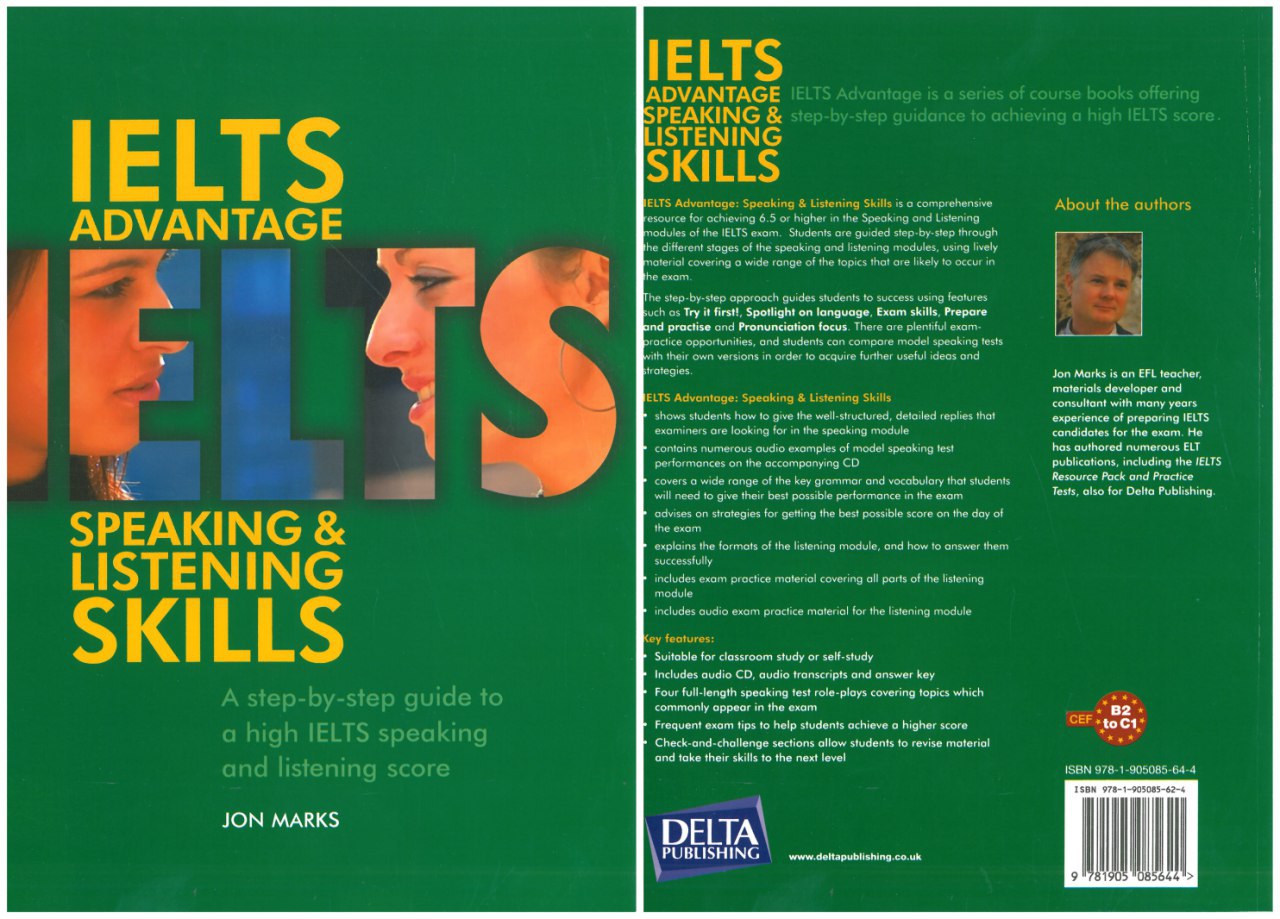 IELTS
ADVANTAGE
IELTS
SPEAKING &
LISTENING
SKILLS
A step-by-step guide to
a high IELTS speaking
and listening score
JON MARKS
IELTS
ADVANTAGE
SPEAKING &
LISTENING
SKILLS
IELTS Advantage is a series of course books offering
step-by-step guidance to achieving a high IELTS score.
IELTS Advantage: Speaking & Listening Skills is a comprehensive
resource for achieving 6.5 or higher in the Speaking and Listening
modules of the IELTS exam. Students are guided step-by-step through
the different stages of the speaking and listening modules, using lively
material covering a wide range of the topics that are likely to occur in
the exam.
The step-by-step approach guides students to success using features
such as Try it first!, Spotlight on language, Exam skills, Prepare
and practise and Pronunciation focus. There are plentiful exam-
practice opportunities, and students can compare model speaking tests
with their own versions in order to acquire further useful ideas and
strategies.
IELTS Advantage: Speaking & Listening Skills
• shows students how to give the well-structured, detailed replies that
examiners are looking for in the speaking module
• contains numerous audio examples of model speaking test
performances on the accompanying CD
• covers a wide range of the key grammar and vocabulary that students
will need to give their best possible performance in the exam
• advises on strategies for getting the best possible score on the day of
the exam
• explains the formats of the listening module, and how to answer them
successfully
• includes exam practice material covering all parts of the listening
module
• includes audio exam practice material for the listening module
Key features:
• Suitable for classroom study or self-study
• Includes audio CD, audio transcripts and answer key
• Four full-length speaking test role-plays covering topics which
commonly appear in the exam
• Frequent exam tips to help students achieve a higher score
• Check-and-challenge sections allow students to revise material
and take their skills to the next level
DELTA
PUBLISHING
www.deltapublishing.co.uk
About the authors
Jon Marks is an EFL teacher,
materials developer and
consultant with many years
experience of preparing IELTS
candidates for the exam. He
has authored numerous ELT
publications, including the IELTS
Resource Pack and Practice
Tests, also for Delta Publishing.
CEF
B2
to C1
ISBN 978-1-905085-64-4
ISBN 978-1-905085-62-4
9 781905 085644 >